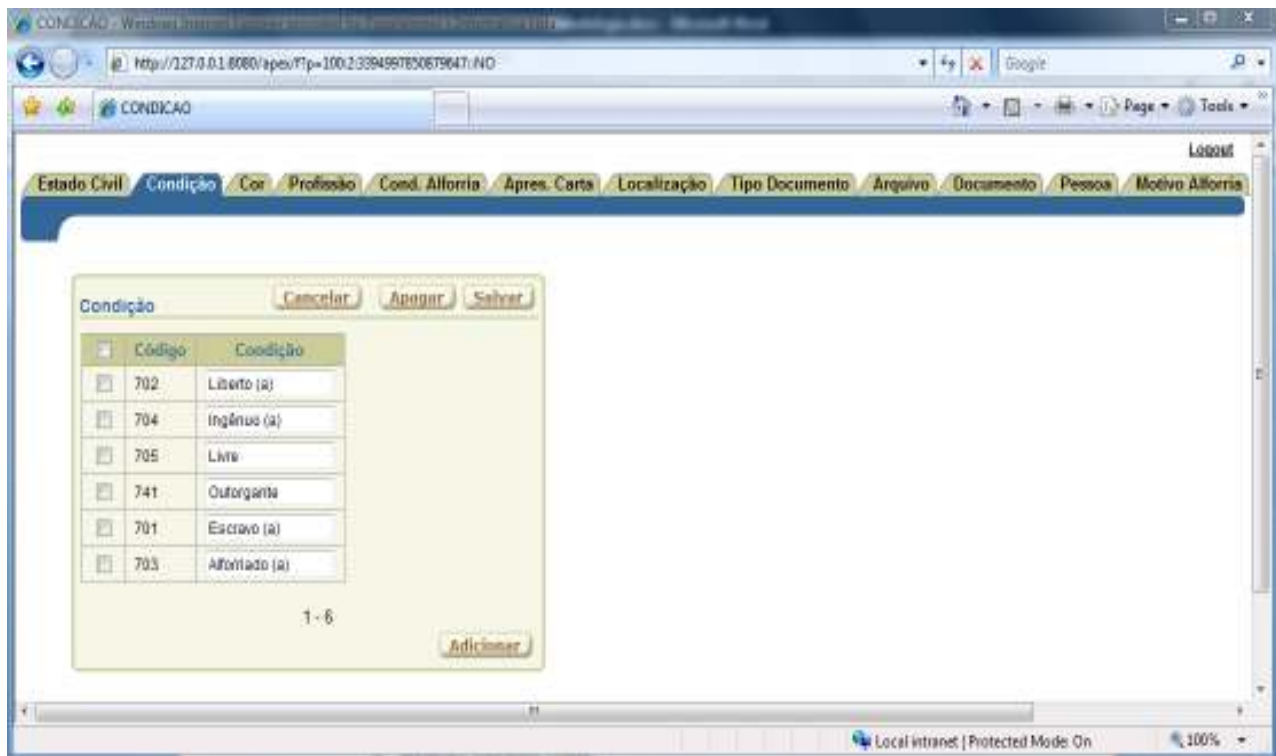 CONDICAO - Windows Internet
http://127.0.0.1:8080/apex/f?p=100:2:3394997850879647::NO
Google
CONDICAO
Page
Tools
Logout
Estado Civil Condição Cor Profissão Cond. Alforria Apres. Carta Localização Tipo Documento Arquivo Documento Pessoa Motivo Alforria
Condição Cancelar Apagar Salvar
Código Condição
702 Liberto (a)
704 Ingênuo (a)
705 Livre
741 Outorgante
701 Escravo (a)
703 Alforriado (a)
1 - 6
Adicionar
Local intranet | Protected Mode: On 100%